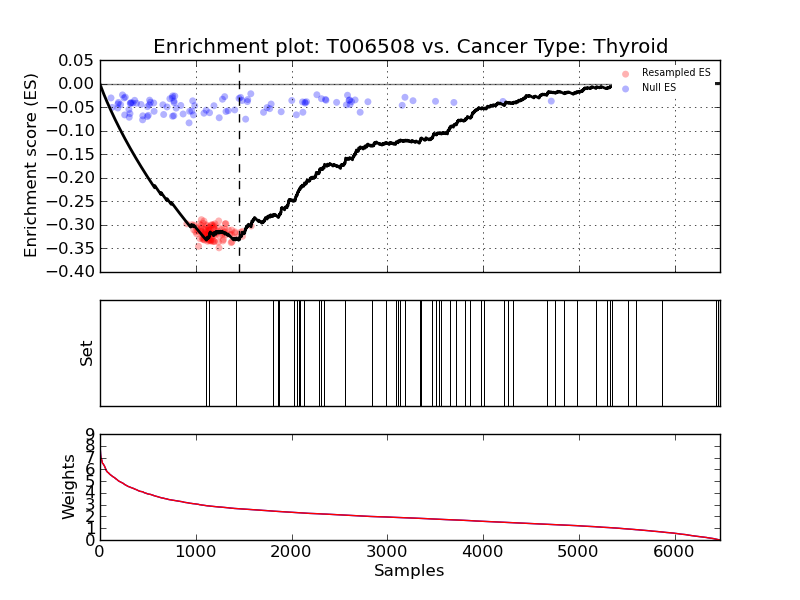 Enrichment plot: T006508 vs. Cancer Type: Thyroid
Enrichment score (ES)
0.05
0.00
−0.05
−0.10
−0.15
−0.20
−0.25
−0.30
−0.35
−0.40
Resampled ES
Null ES
Set
Weights
9
8
7
6
5
4
3
2
1
0
0 1000 2000 3000 4000 5000 6000
Samples